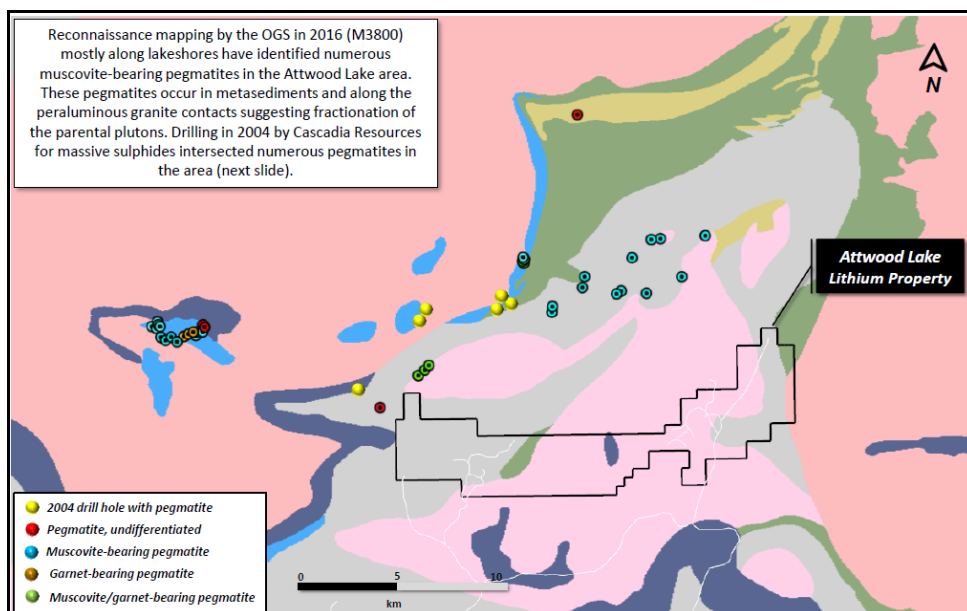 Reconnaissance mapping by the OGS in 2016 (M3800)
mostly along lakeshores have identified numerous
muscovite-bearing pegmatites in the Attwood Lake area.
These pegmatites occur in metasediments and along the
peraluminous granite contacts suggesting fractionation of
the parental plutons. Drilling in 2004 by Cascadia Resources
for massive sulphides intersected numerous pegmatites in
the area (next slide).
N
Attwood Lake
Lithium Property
2004 drill hole with pegmatite
Pegmatite, undifferentiated
Muscovite-bearing pegmatite
Garnet-bearing pegmatite
Muscovite/garnet-bearing pegmatite
0 5 10
km